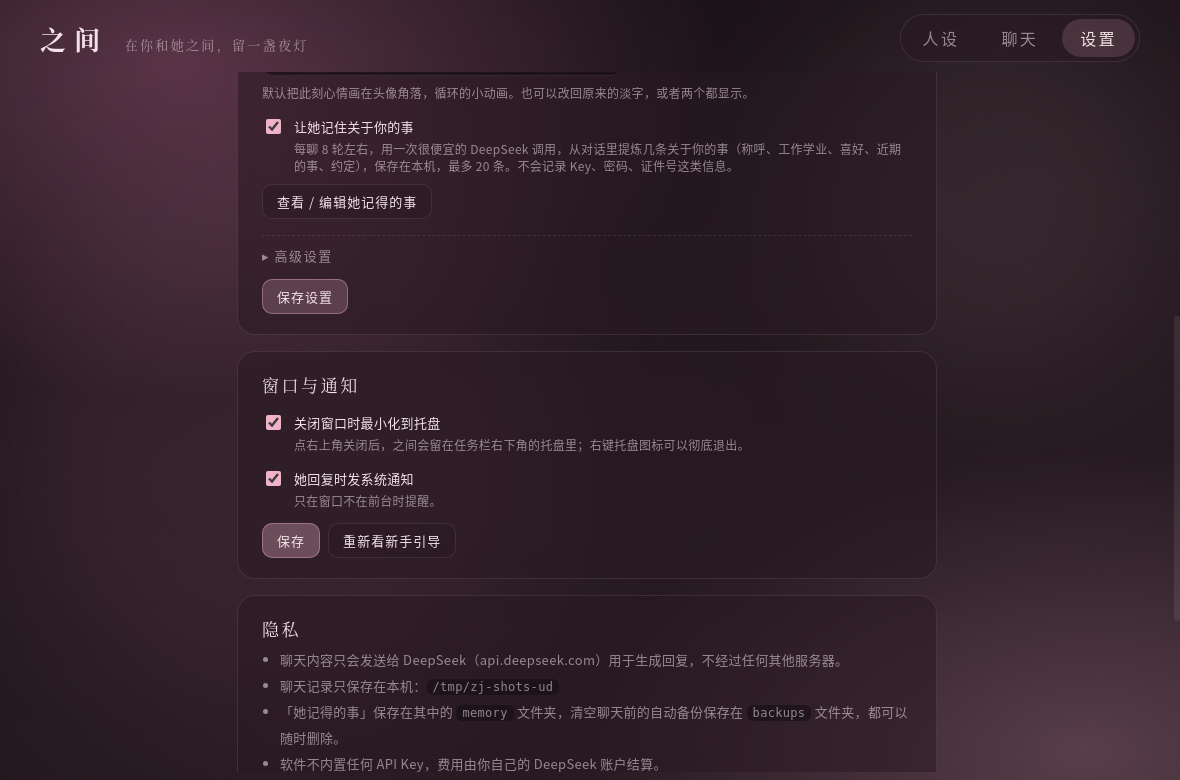 之间
在你和她之间，留一盏夜灯
人设
聊天
设置
默认把此刻心情画在头像角落，循环的小动画。也可以改回原来的淡字，或者两个都显示。
让她记住关于你的事
每聊 8 轮左右，用一次很便宜的 DeepSeek 调用，从对话里提炼几条关于你的事（称呼、工作学业、喜好、近期
的事、约定），保存在本机，最多 20 条。不会记录 Key、密码、证件号这类信息。
查看 / 编辑她记得的事
▸ 高级设置
保存设置
窗口与通知
关闭窗口时最小化到托盘
点右上角关闭后，之间会留在任务栏右下角的托盘里；右键托盘图标可以彻底退出。
她回复时发系统通知
只在窗口不在前台时提醒。
保存
重新看新手引导
隐私
聊天内容只会发送给 DeepSeek（api.deepseek.com）用于生成回复，不经过任何其他服务器。
聊天记录只保存在本机： /tmp/zj-shots-ud
「她记得的事」保存在其中的 memory 文件夹，清空聊天前的自动备份保存在 backups 文件夹，都可以
随时删除。
软件不内置任何 API Key，费用由你自己的 DeepSeek 账户结算。